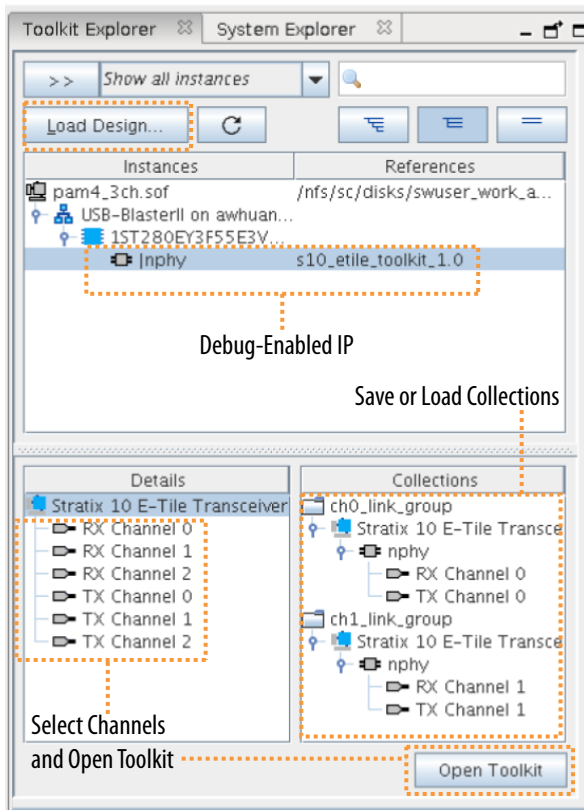 Toolkit Explorer System Explorer
>> Show all instances
Load Design...
Instances References
pam4_3ch.sof /nfs/sc/disks/swuser_work_a...
USB-BlasterII on awhuan...
1ST280EY3F55E3V...
|nphy s10_etile_toolkit_1.0
Debug-Enabled IP
Save or Load Collections
Details
Stratix 10 E-Tile Transceiver
RX Channel 0
RX Channel 1
RX Channel 2
TX Channel 0
TX Channel 1
TX Channel 2
Select Channels
and Open Toolkit
Collections
ch0_link_group
Stratix 10 E-Tile Transce
nphy
RX Channel 0
TX Channel 0
ch1_link_group
Stratix 10 E-Tile Transce
nphy
RX Channel 1
TX Channel 1
Open Toolkit